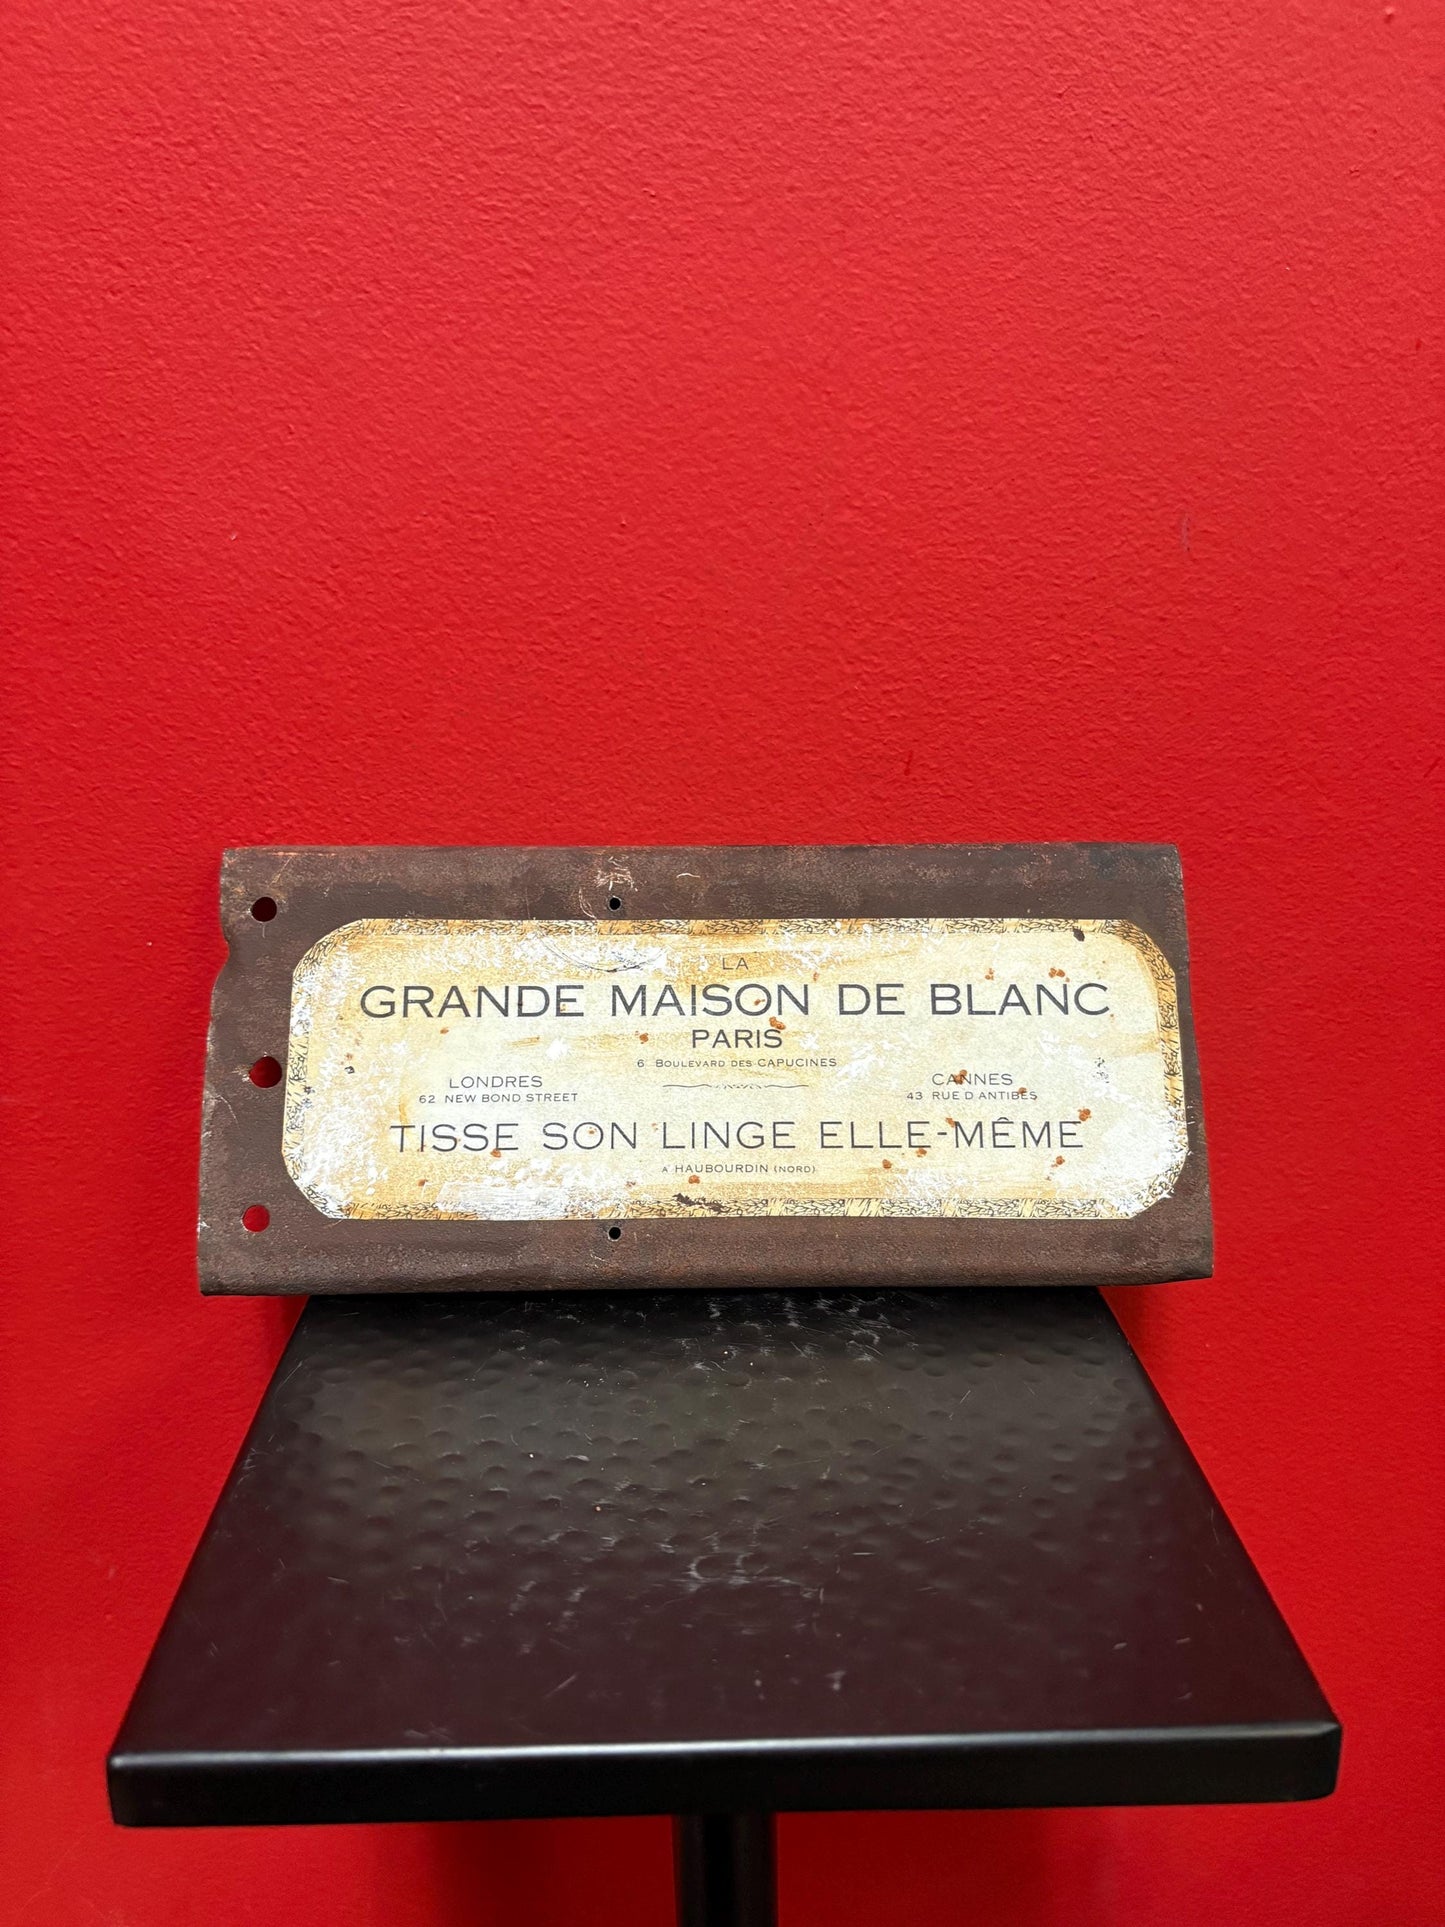 LA
GRANDE MAISON DE BLANC
PARIS
6 BOULEVARD DES CAPUCINES
LONDRES
62 NEW BOND STREET
CANNES
43 RUE D'ANTIBES
TISSE SON LINGE ELLE-MÊME
A HAUBOURDIN (NORD)